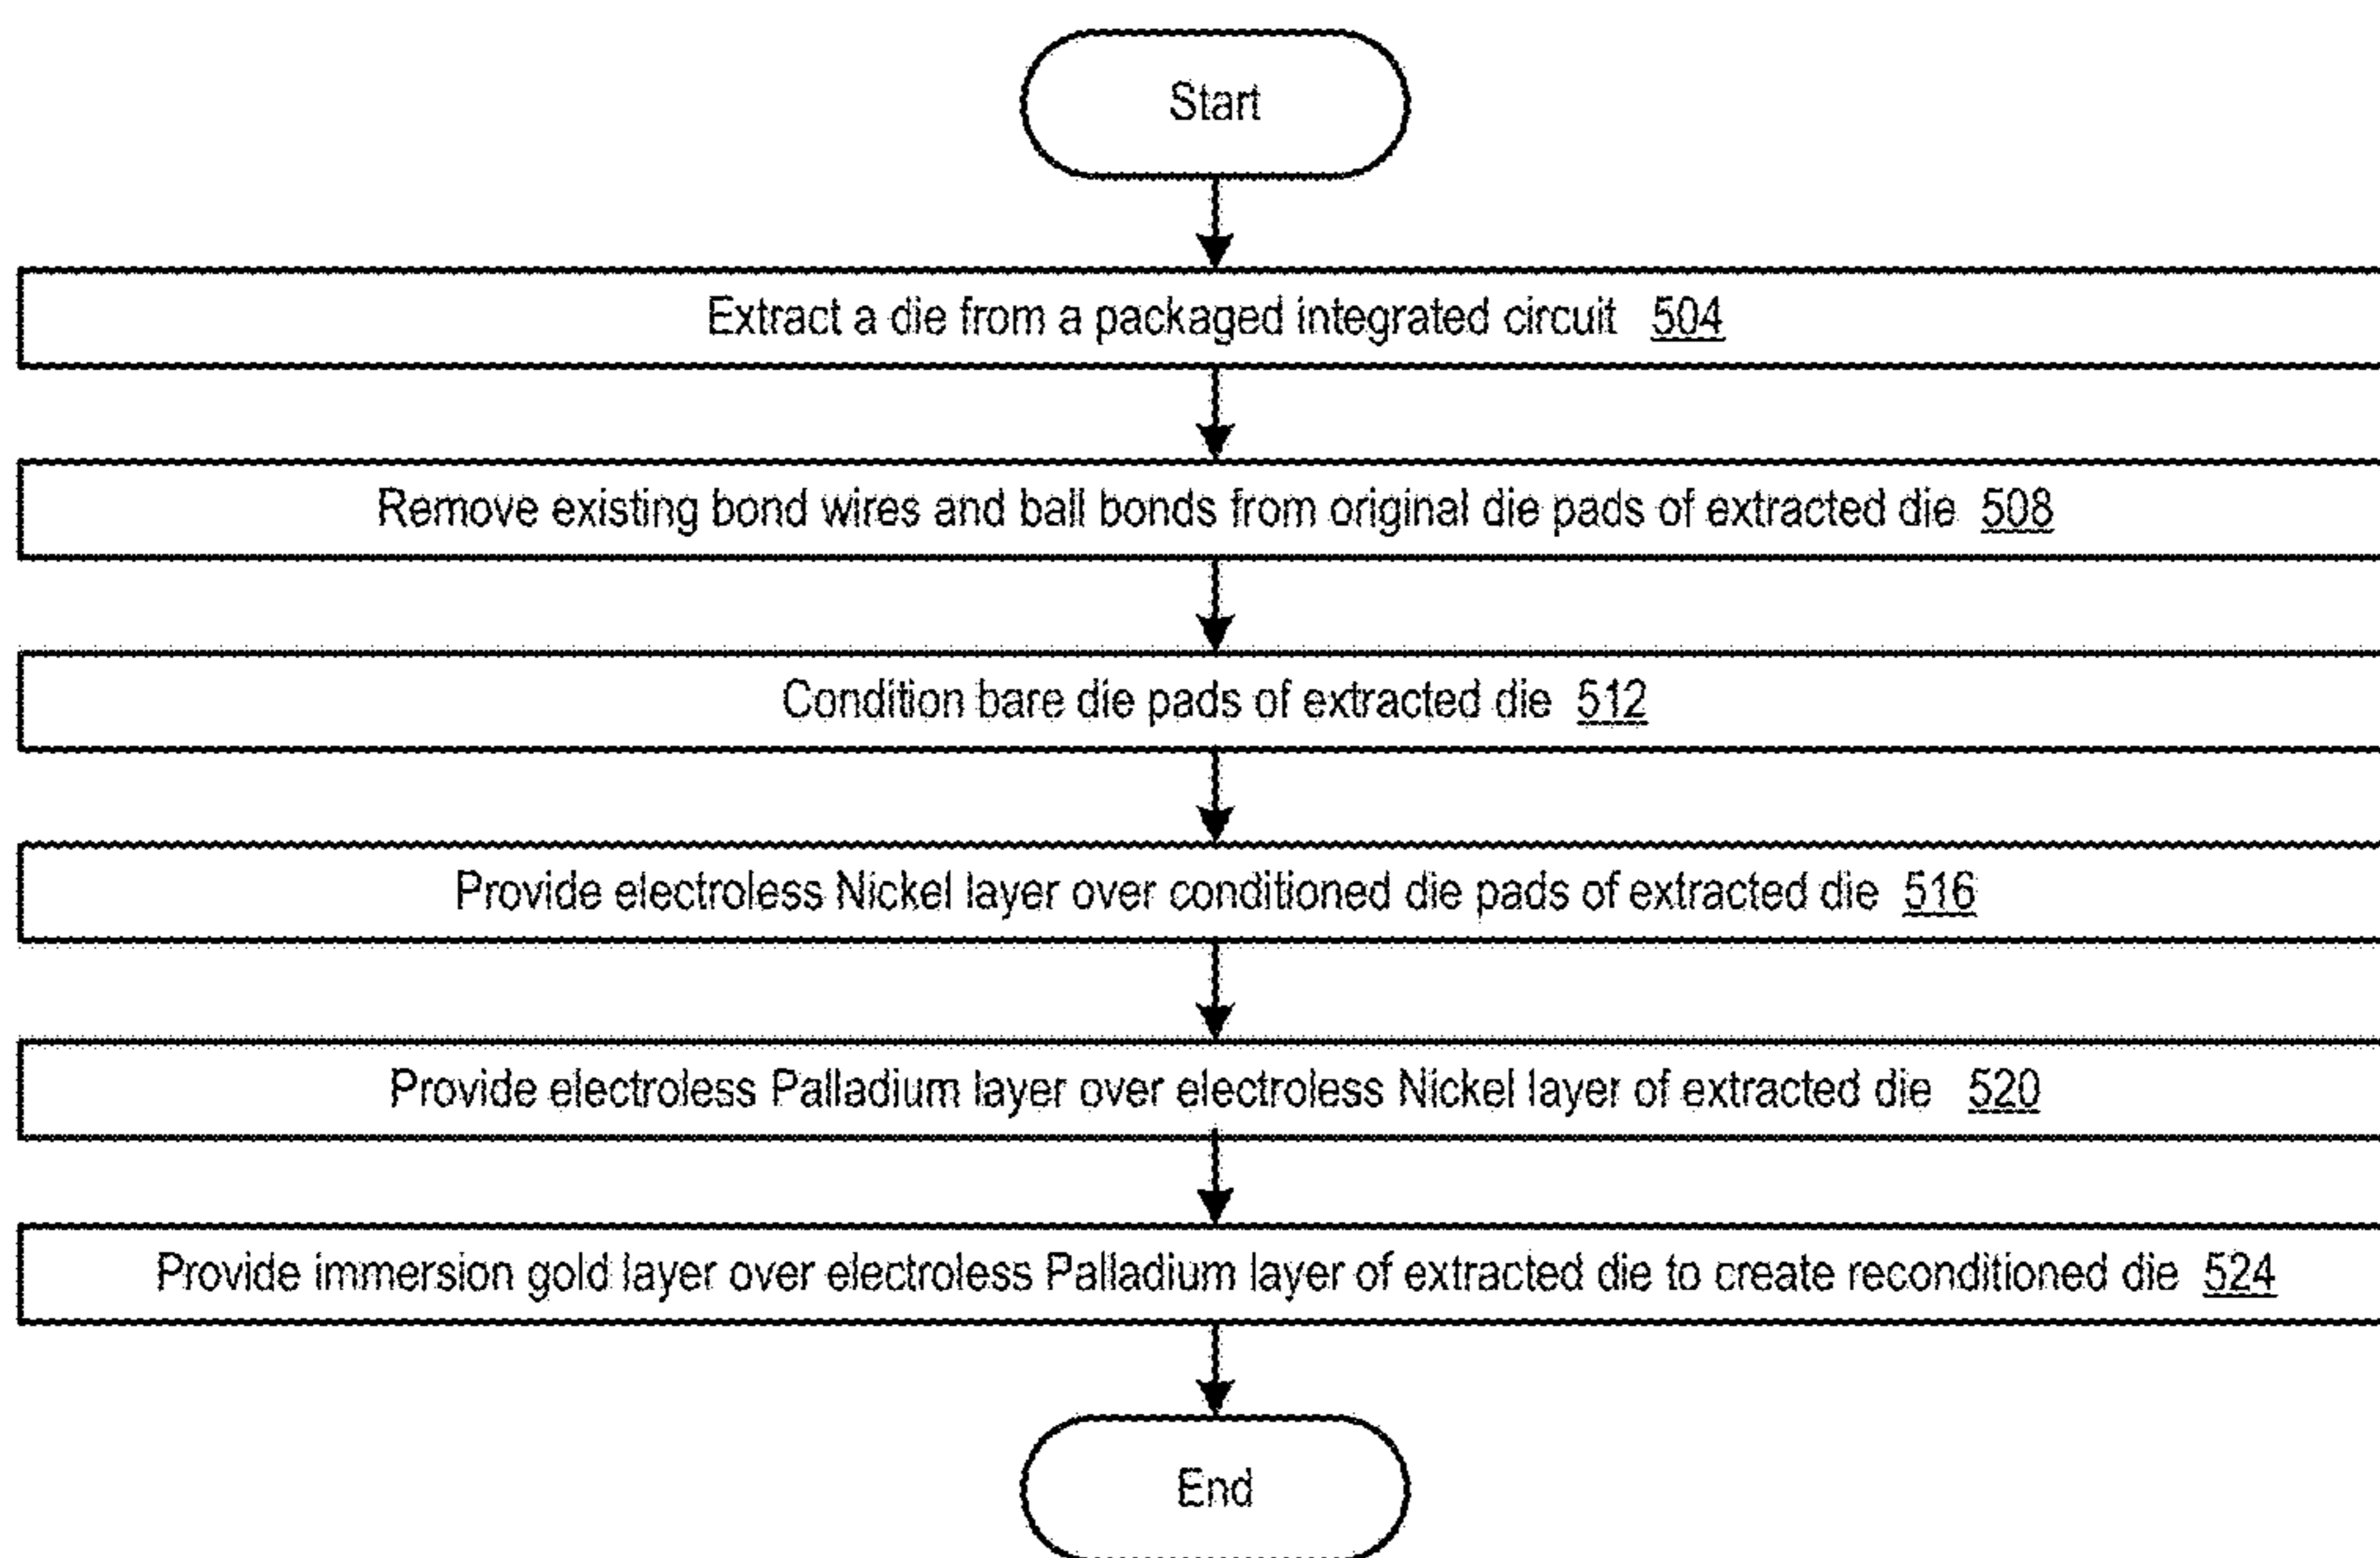 Start
Extract a die from a packaged integrated circuit 504
Remove existing bond wires and ball bonds from original die pads of extracted die 508
Condition bare die pads of extracted die 512
Provide electroless Nickel layer over conditioned die pads of extracted die 516
Provide electroless Palladium layer over electroless Nickel layer of extracted die 520
Provide immersion gold layer over electroless Palladium layer of extracted die to create reconditioned die 524
End